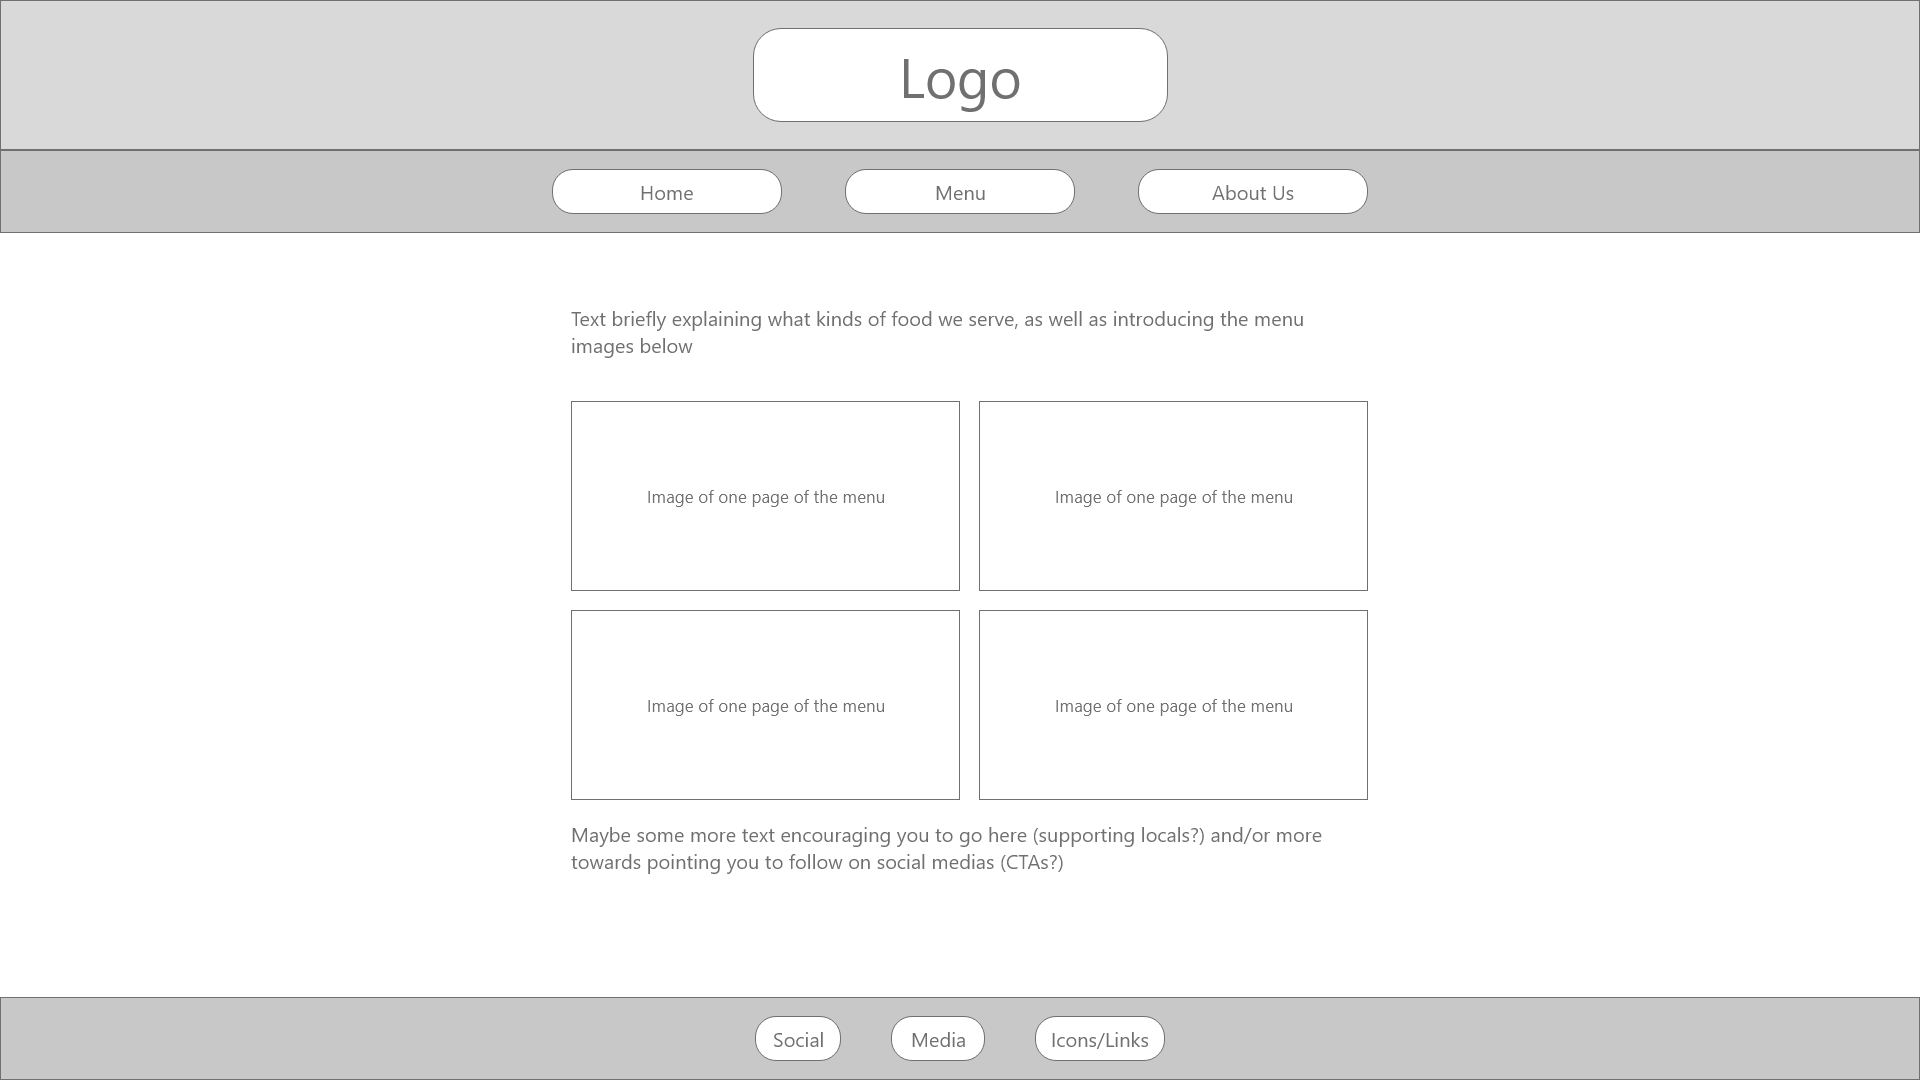 Logo
Home
Menu
About Us
Text briefly explaining what kinds of food we serve, as well as introducing the menu
images below
Image of one page of the menu
Image of one page of the menu
Image of one page of the menu
Image of one page of the menu
Maybe some more text encouraging you to go here (supporting locals?) and/or more
towards pointing you to follow on social medias (CTAs?)
Social
Media
Icons/Links